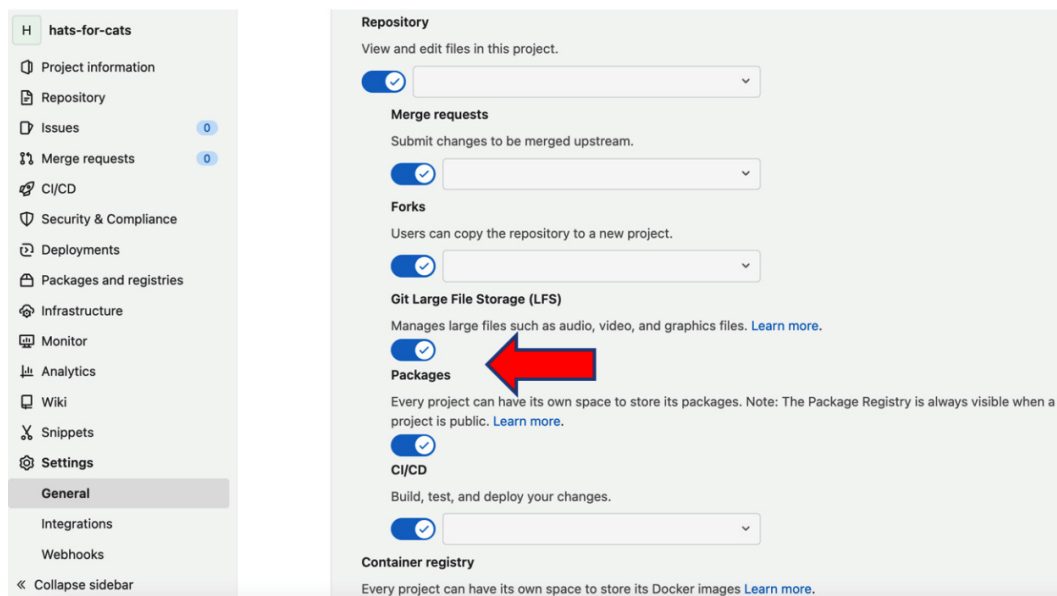 H hats-for-cats
Project information
Repository
Issues 0
Merge requests 0
CI/CD
Security & Compliance
Deployments
Packages and registries
Infrastructure
Monitor
Analytics
Wiki
Snippets
Settings
General
Integrations
Webhooks
« Collapse sidebar
Repository
View and edit files in this project.
Merge requests
Submit changes to be merged upstream.
Forks
Users can copy the repository to a new project.
Git Large File Storage (LFS)
Manages large files such as audio, video, and graphics files. Learn more.
Packages
Every project can have its own space to store its packages. Note: The Package Registry is always visible when a
project is public. Learn more.
CI/CD
Build, test, and deploy your changes.
Container registry
Every project can have its own space to store its Docker images Learn more.